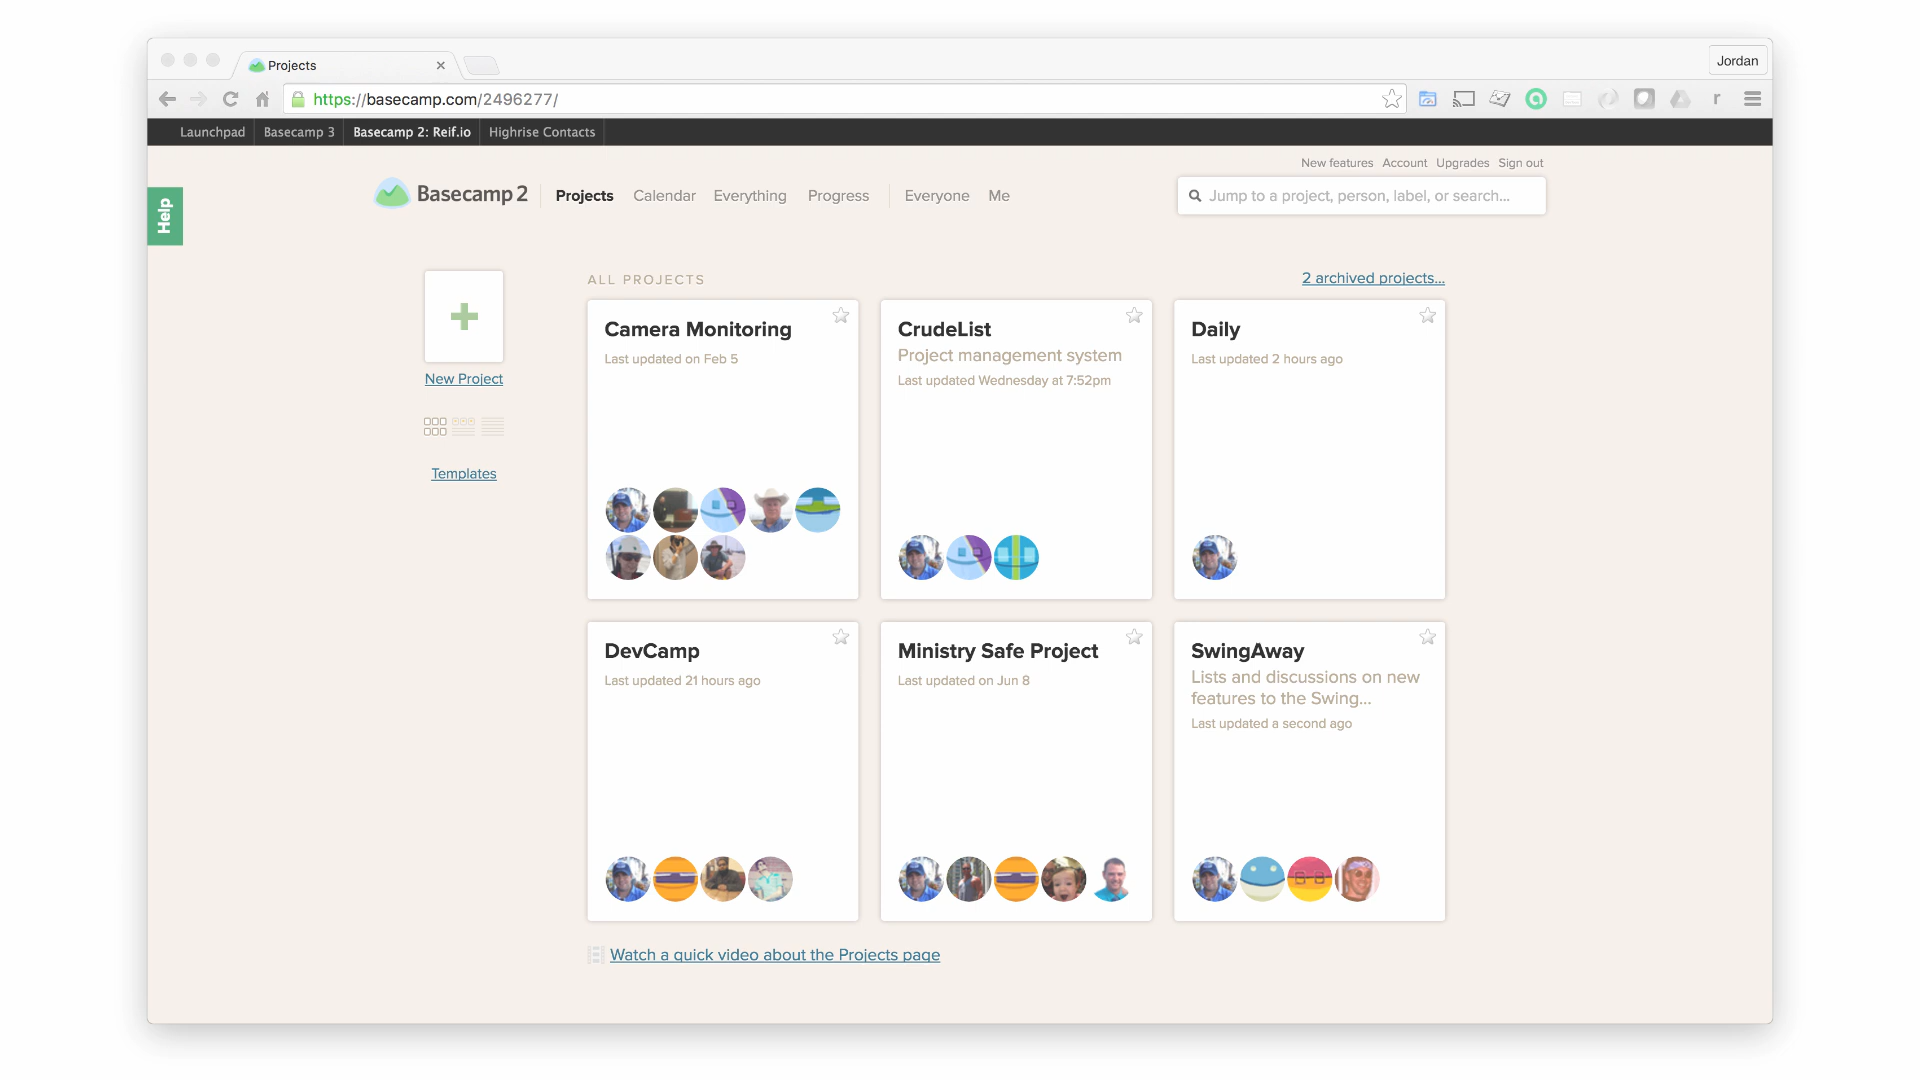 Projects
Jordan
https://basecamp.com/2496277/
r
Launchpad
Basecamp 3
Basecamp 2: Reif.io
Highrise Contacts
New features
Account
Upgrades
Sign out
Basecamp 2
Projects
Calendar
Everything
Progress
Everyone
Me
Jump to a project, person, label, or search...
Help
New Project
Templates
ALL PROJECTS
2 archived projects...
Camera Monitoring
Last updated on Feb 5
CrudeList
Project management system
Last updated Wednesday at 7:52pm
Daily
Last updated 2 hours ago
DevCamp
Last updated 21 hours ago
Ministry Safe Project
Last updated on Jun 8
SwingAway
Lists and discussions on new
features to the Swing...
Last updated a second ago
Watch a quick video about the Projects page